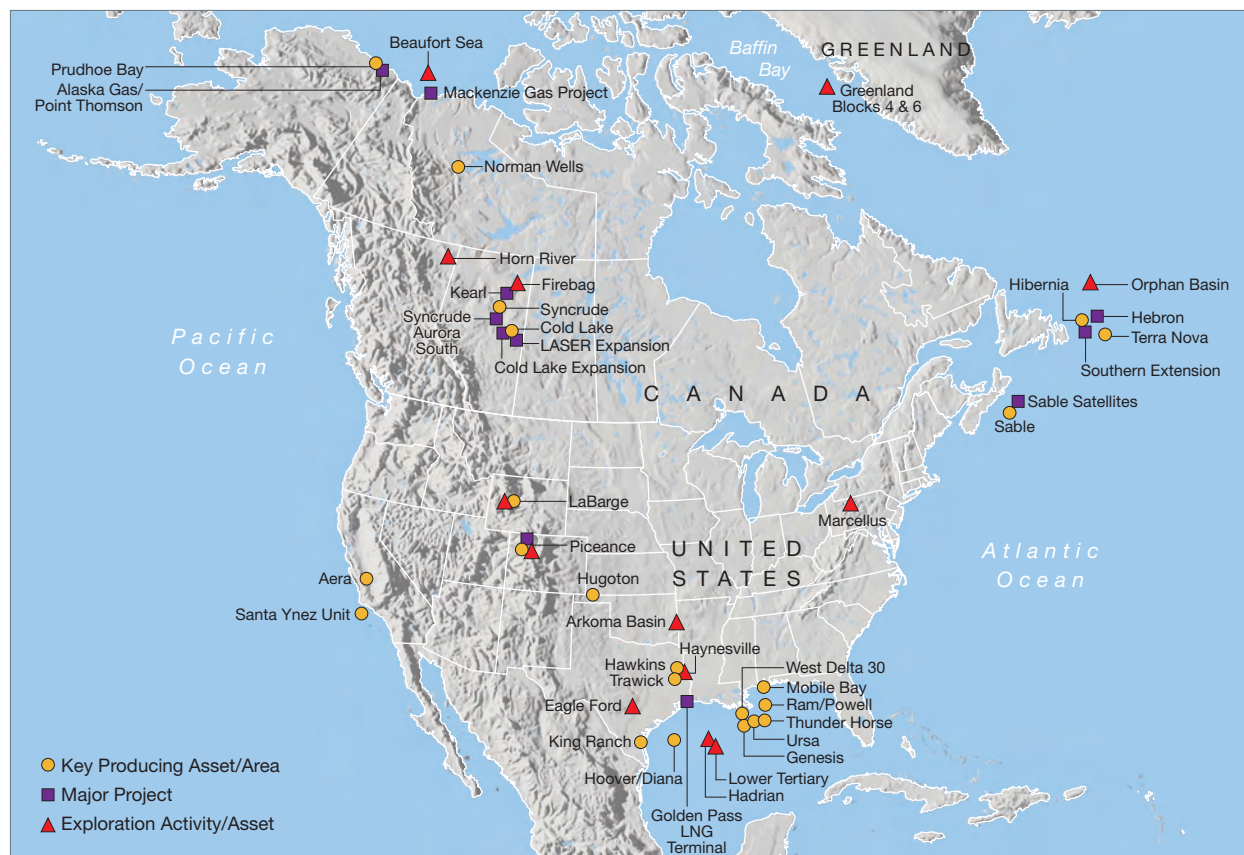 Beaufort Sea
Prudhoe Bay
Alaska Gas/
Point Thomson
Mackenzie Gas Project
Baffin
Bay
GREENLAND
Greenland
Blocks 4 & 6
Norman Wells
Horn River
Firebag
Kearl
Syncrude
Syncrude
Aurora
South
Cold Lake
LASER Expansion
Cold Lake Expansion
Hibernia
Orphan Basin
Hebron
Terra Nova
Southern Extension
Pacific
Ocean
CANADA
Sable Satellites
Sable
LaBarge
Marcellus
Piceance
UNITED
STATES
Atlantic
Ocean
Aera
Hugoton
Santa Ynez Unit
Arkoma Basin
Haynesville
Hawkins
Trawick
West Delta 30
Mobile Bay
Ram/Powell
Thunder Horse
Ursa
Genesis
Eagle Ford
King Ranch
Hoover/Diana
Lower Tertiary
Hadrian
Golden Pass
LNG
Terminal
Key Producing Asset/Area
Major Project
Exploration Activity/Asset